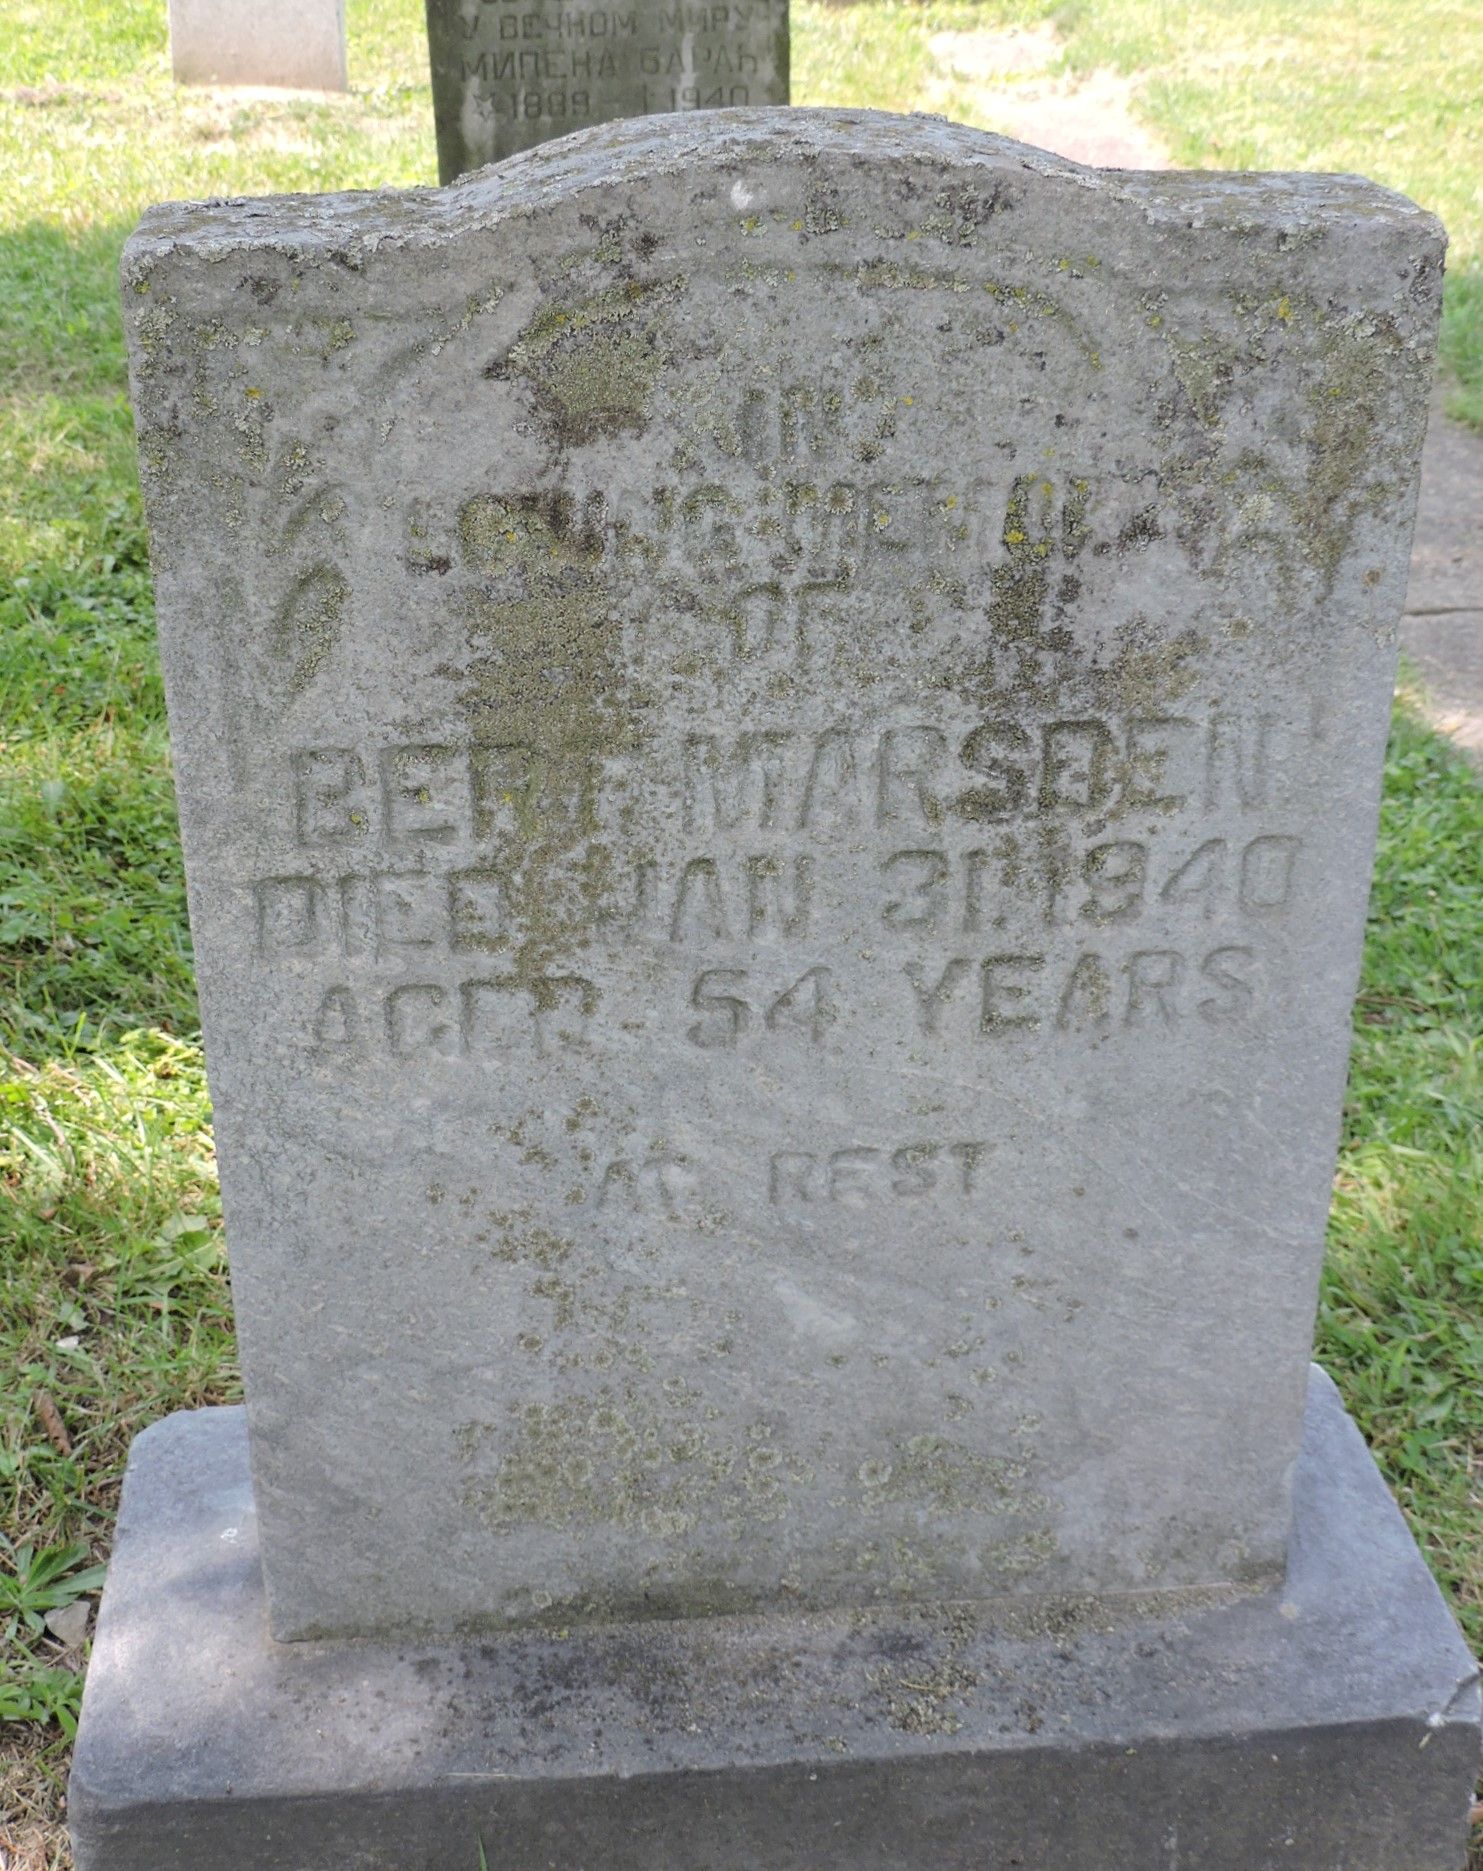 У ВЕЧНОМ МИРУ
МИЛЕНА БАРАЋ
1889 - † 1940
IN
LOVING MEMORY
OF
BERT MARSDEN
DIED JAN 31. 1940
AGED 54 YEARS
AT REST